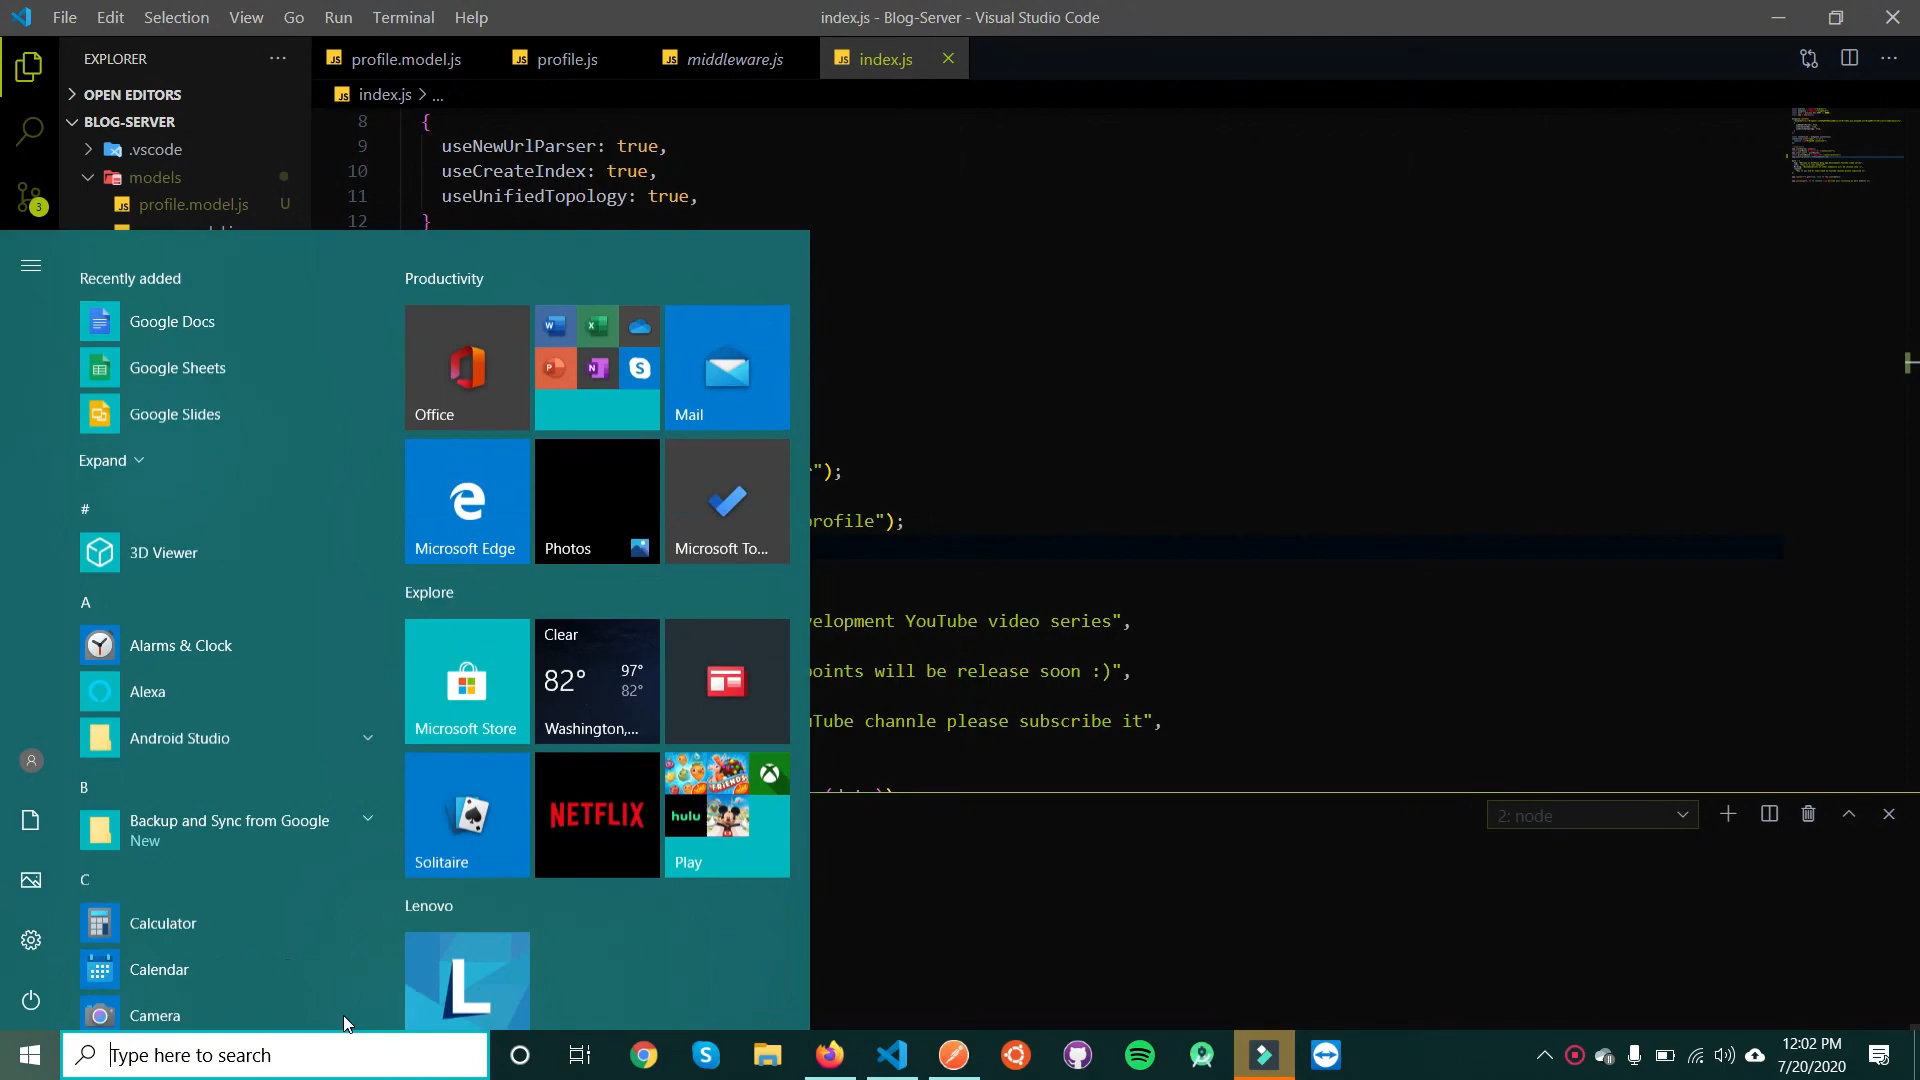 File Edit Selection View Go Run Terminal Help
index.js - Blog-Server - Visual Studio Code
EXPLORER
profile.model.js
profile.js
middleware.js
index.js
OPEN EDITORS
index.js > ...
BLOG-SERVER
8 {
.vscode
9 useNewUrlParser: true,
models
10 useCreateIndex: true,
profile.model.js U
11 useUnifiedTopology: true,
3
12 }
Recently added
Google Docs
Google Sheets
Google Slides
Expand
#
3D Viewer
A
Alarms & Clock
Alexa
Android Studio
B
Backup and Sync from Google
New
C
Calculator
Calendar
Camera
Productivity
Office
Mail
Microsoft Edge
Photos
Microsoft To...
Explore
Microsoft Store
Clear
82° 97°
82°
Washington,...
Solitaire
NETFLIX
hulu
Play
Lenovo
L
");
profile");
velopment YouTube video series",
points will be release soon :)",
uTube channle please subscribe it",
2: node
Type here to search
12:02 PM
7/20/2020